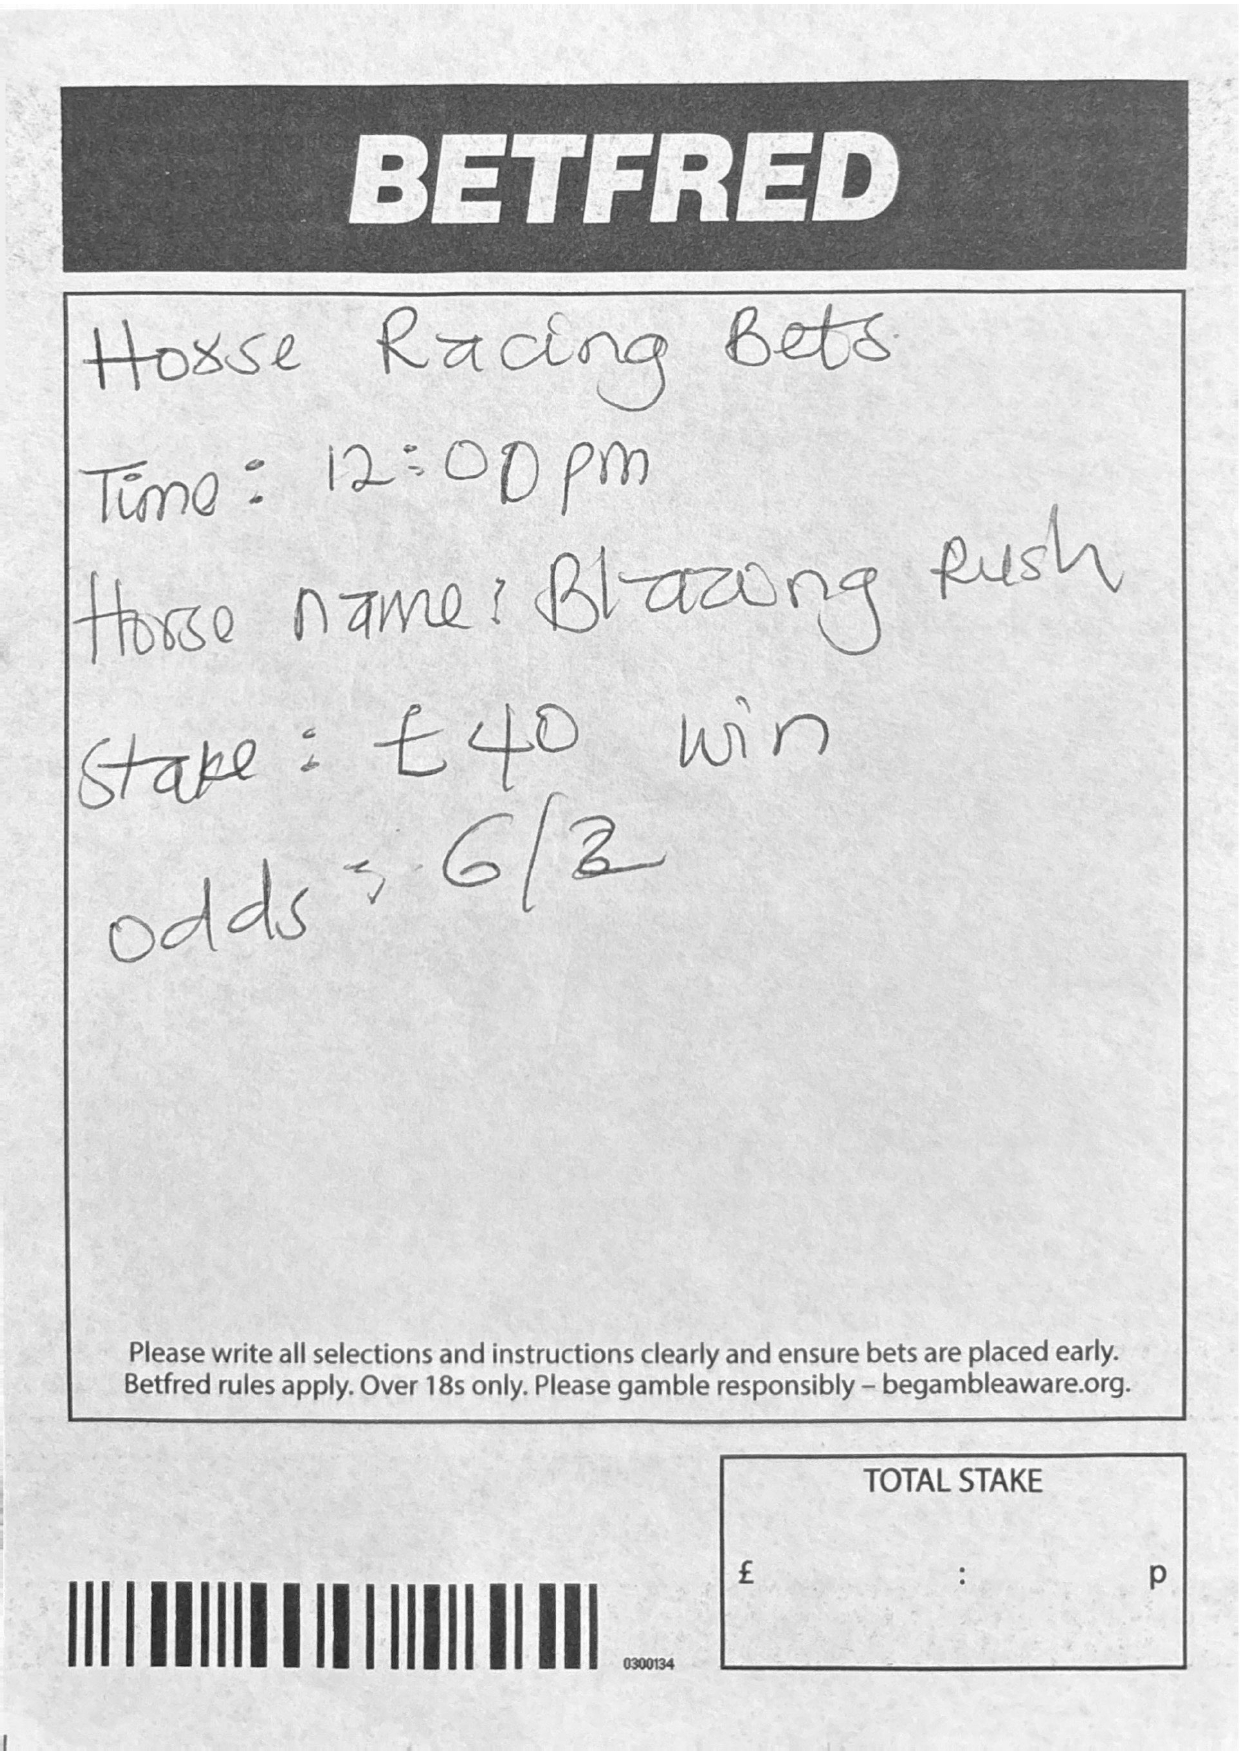 BETFRED
Horse Racing Bets
Time: 12:00pm
Horse name: Blazing Rush
Stake: £40 win
odds: 6/2
Please write all selections and instructions clearly and ensure bets are placed early.
Betfred rules apply. Over 18s only. Please gamble responsibly – begambleaware.org.
TOTAL STAKE
£ : p
0300134